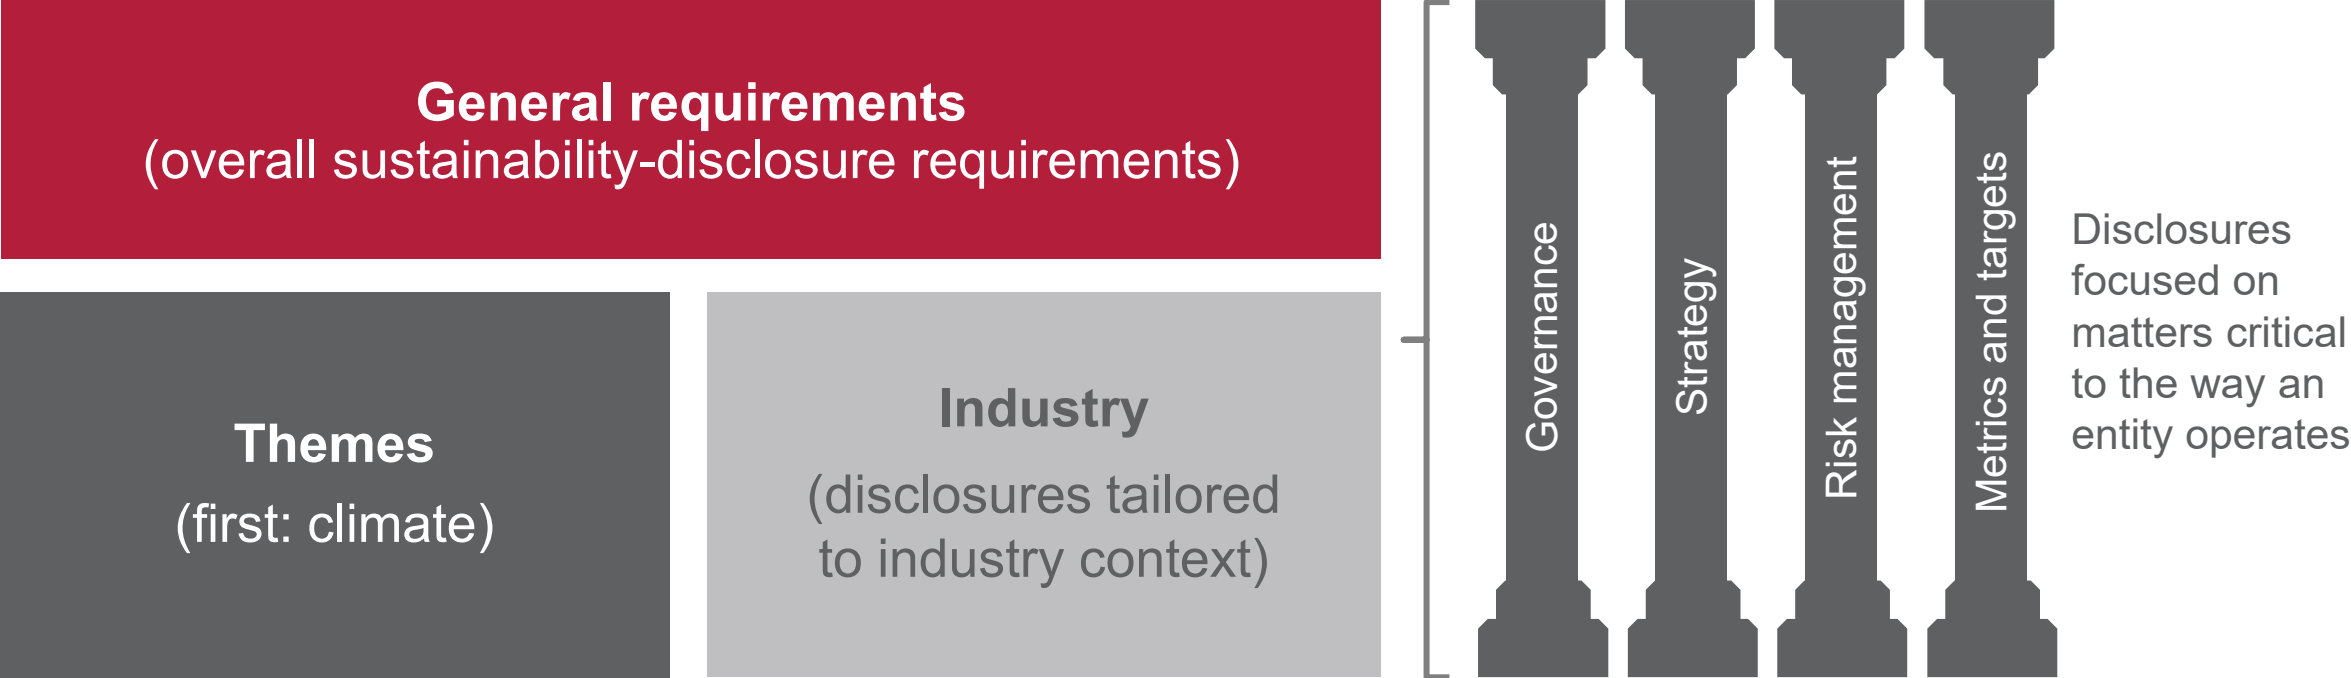 General requirements
(overall sustainability-disclosure requirements)
Themes
(first: climate)
Industry
(disclosures tailored
to industry context)
Governance
Strategy
Risk management
Metrics and targets
Disclosures
focused on
matters critical
to the way an
entity operates